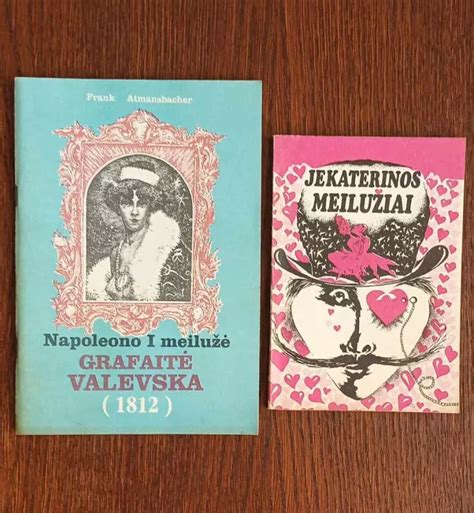 Frank Atmansbacher
Napoleono I meilužė
GRAFAITĖ
VALEVSKA
( 1812 )
JEKATERINOS
MEILUŽIAI